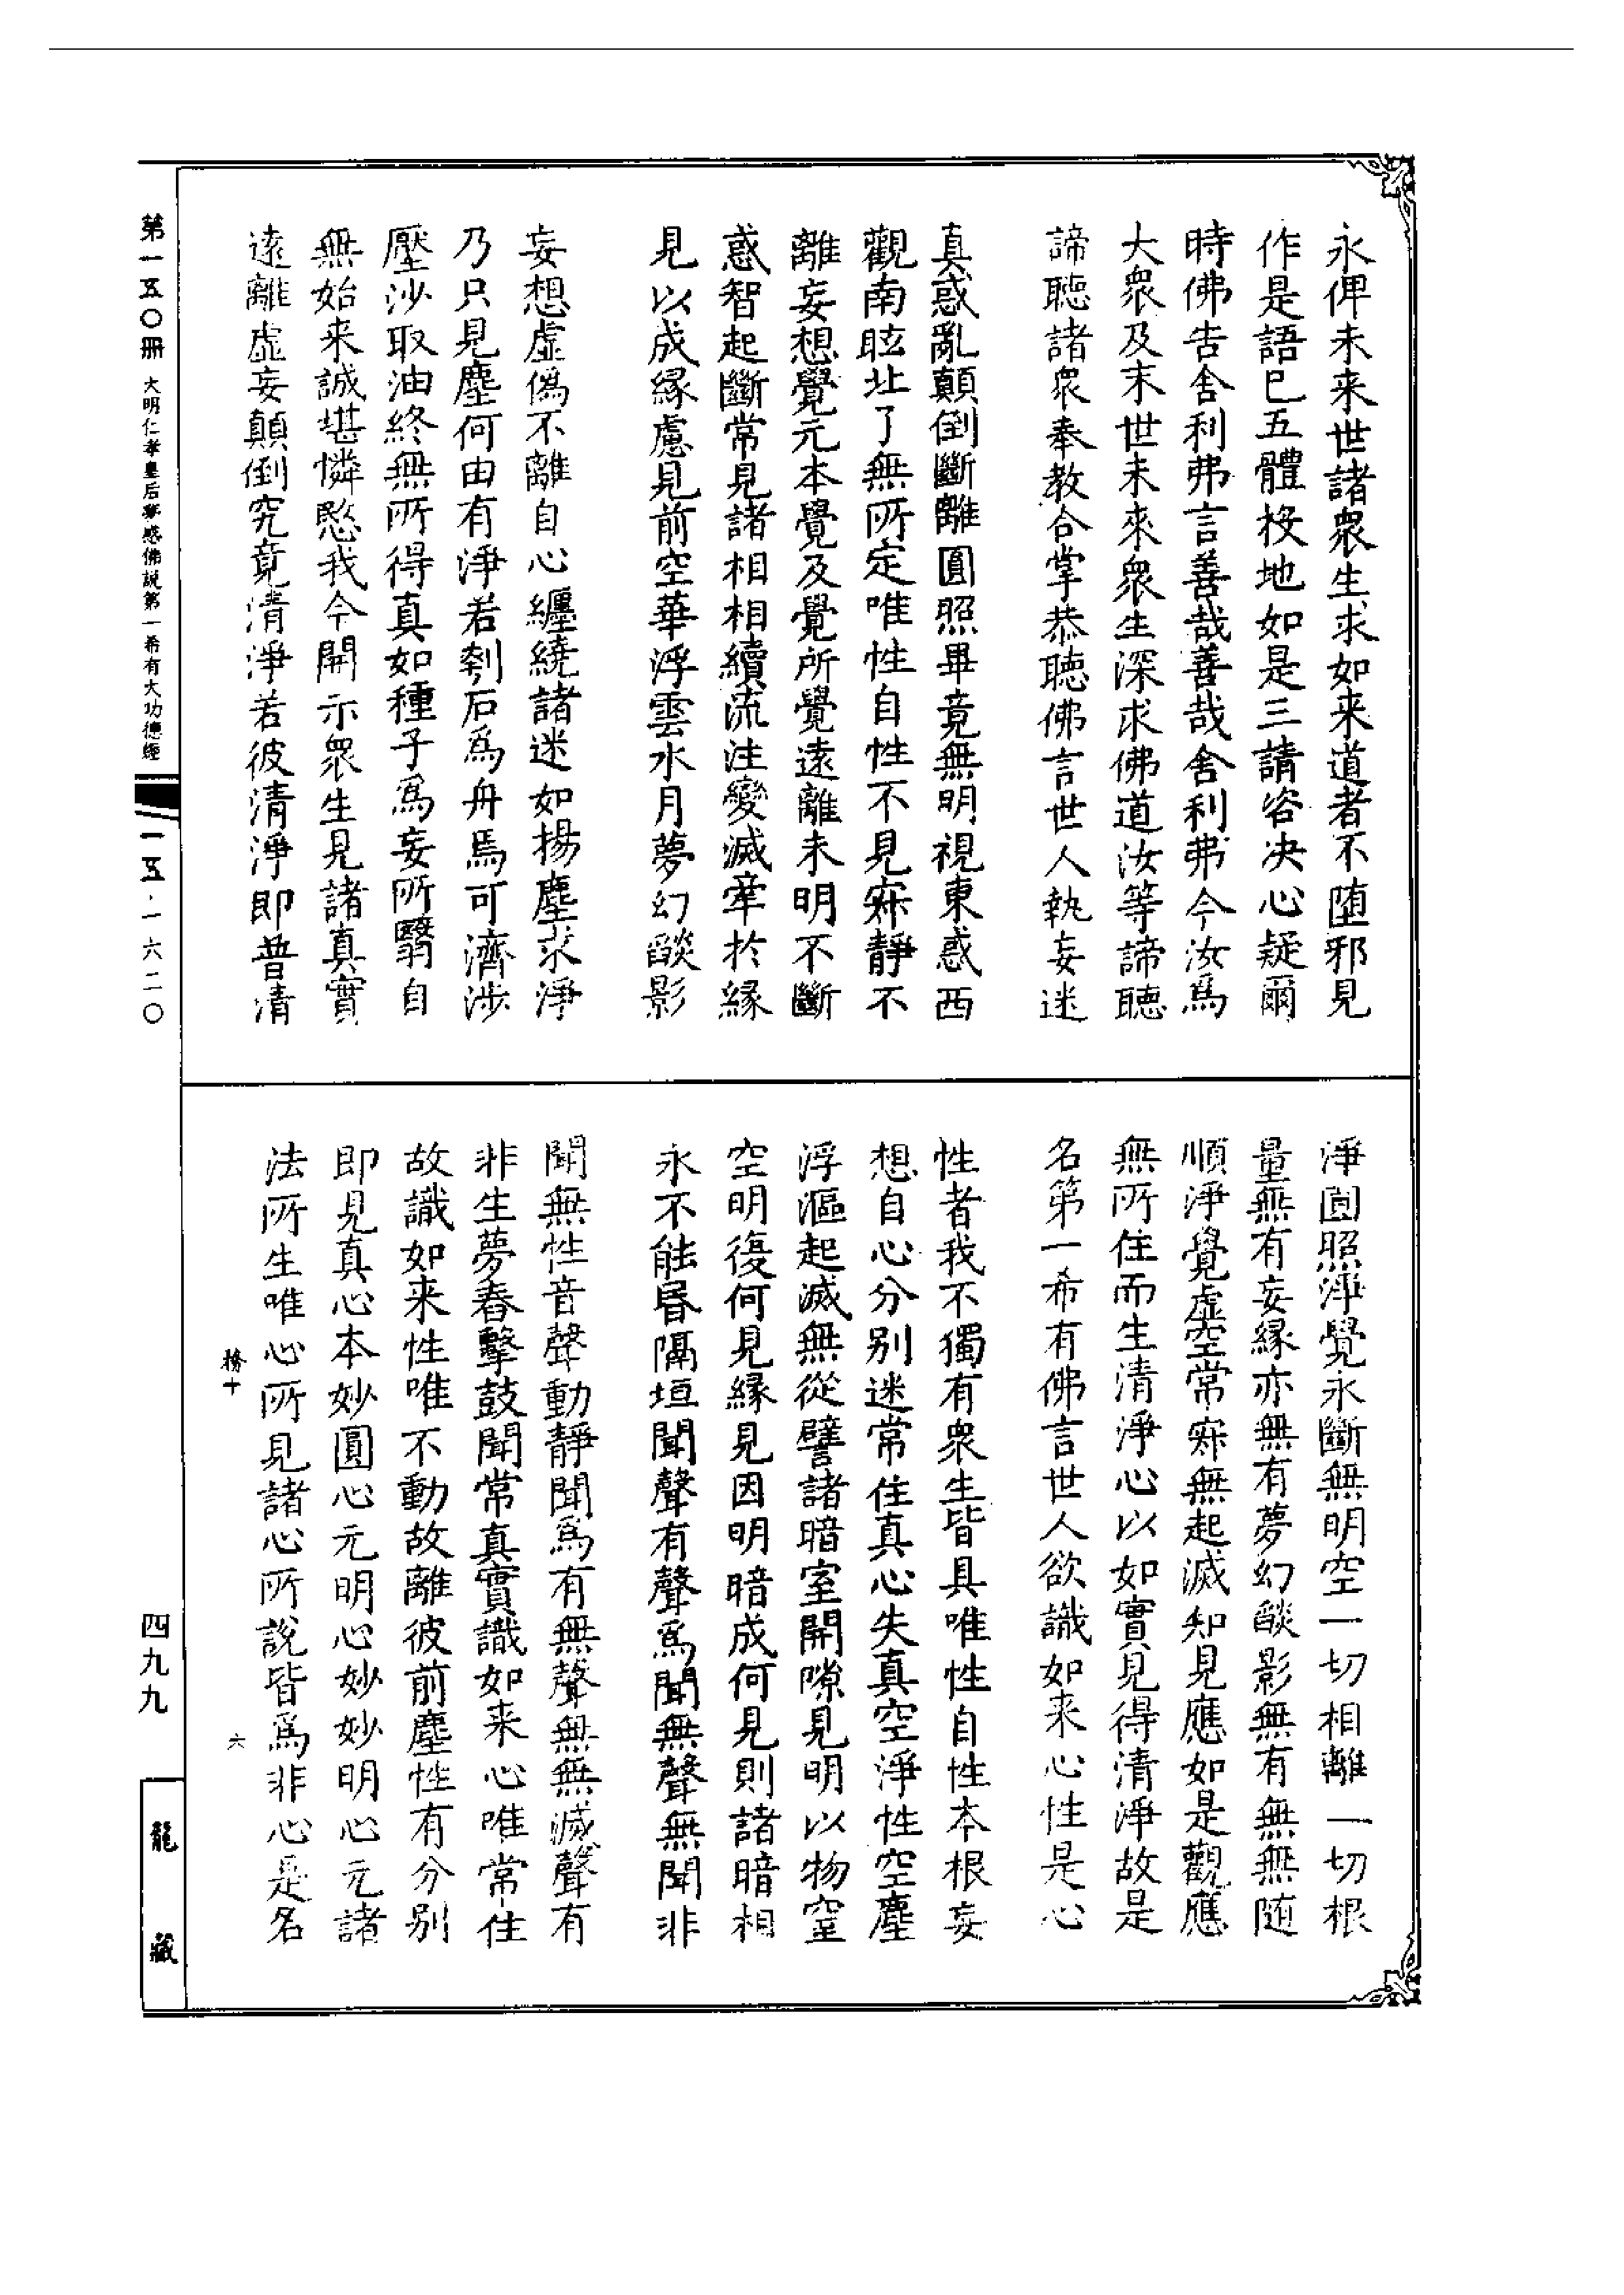 永俾未来世諸衆生求如来道者不堕邪見
作是語已五體投地如是三請咨决心疑爾
時佛告舍利弗言善哉善哉舍利弗今汝為
大衆及末世未來衆生深求佛道汝等諦聽
諦聽諸衆奉教合掌恭聽佛言世人執妄迷
真惑亂顛倒斷離圓照畢竟無明視東惑西
觀南眩北了無所定唯性自性不見寂靜不
離妄想覺元本覺及覺所覺遠離未明不斷
惑智起斷常見諸相相續流注變滅牽於緣
見以成緣慮見前空華浮雲水月夢幻燄影
妄想虛偽不離自心纏繞諸迷如揚塵求淨
乃只見塵何由有淨若刳石為舟焉可濟涉
壓沙取油終無所得真如種子為妄所翳自
無始来誠堪憐愍我今開示衆生見諸真實
遠離虛妄顛倒究竟清淨若彼清淨即普清
淨圓照淨覺永斷無明空一切相離一切根
量無有妄緣亦無有夢幻燄影無有無無随
順淨覺虛空常寂無起滅知見應如是觀應
無所住而生清淨心以如實見得清淨故是
名第一希有佛言世人欲識如来心性是心
性者我不獨有衆生皆具唯性自性本根妄
想自心分别迷常住真心失真空淨性空塵
浮漚起滅無從譬諸暗室開隙見明以物窒
空明復何見緣見因明暗成何見則諸暗相
永不能昏隔垣聞聲有聲為聞無聲無聞非
聞無性音聲動靜聞為有無聲無無滅聲有
非生夢舂擊鼓聞常真實識如来心唯常住
故識如来性唯不動故離彼前塵性有分别
即見真心本妙圓心元明心妙妙明心元諸
法所生唯心所見諸心所說皆為非心是名
榜十
六
第一五〇册 大明仁孝皇后夢感佛説第一希有大功德經
一五·一六二〇
四九九
龍藏